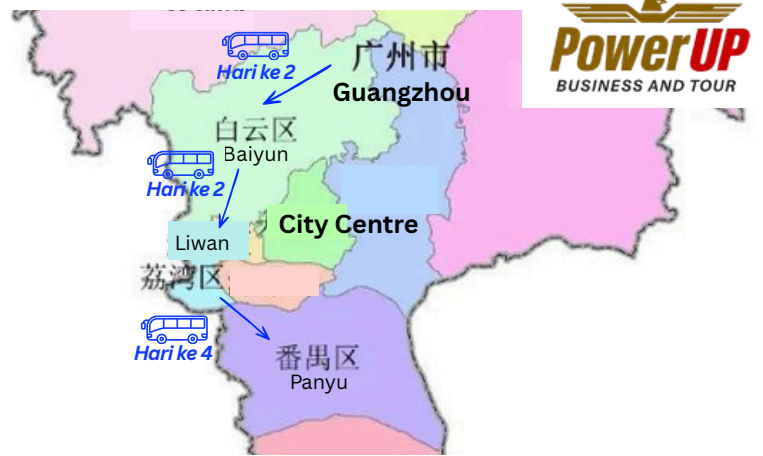 PowerUP
BUSINESS AND TOUR
广州市
Guangzhou
Hari ke 2
白云区
Baiyun
Hari ke 2
City Centre
Liwan
荔湾区
Hari ke 4
番禺区
Panyu